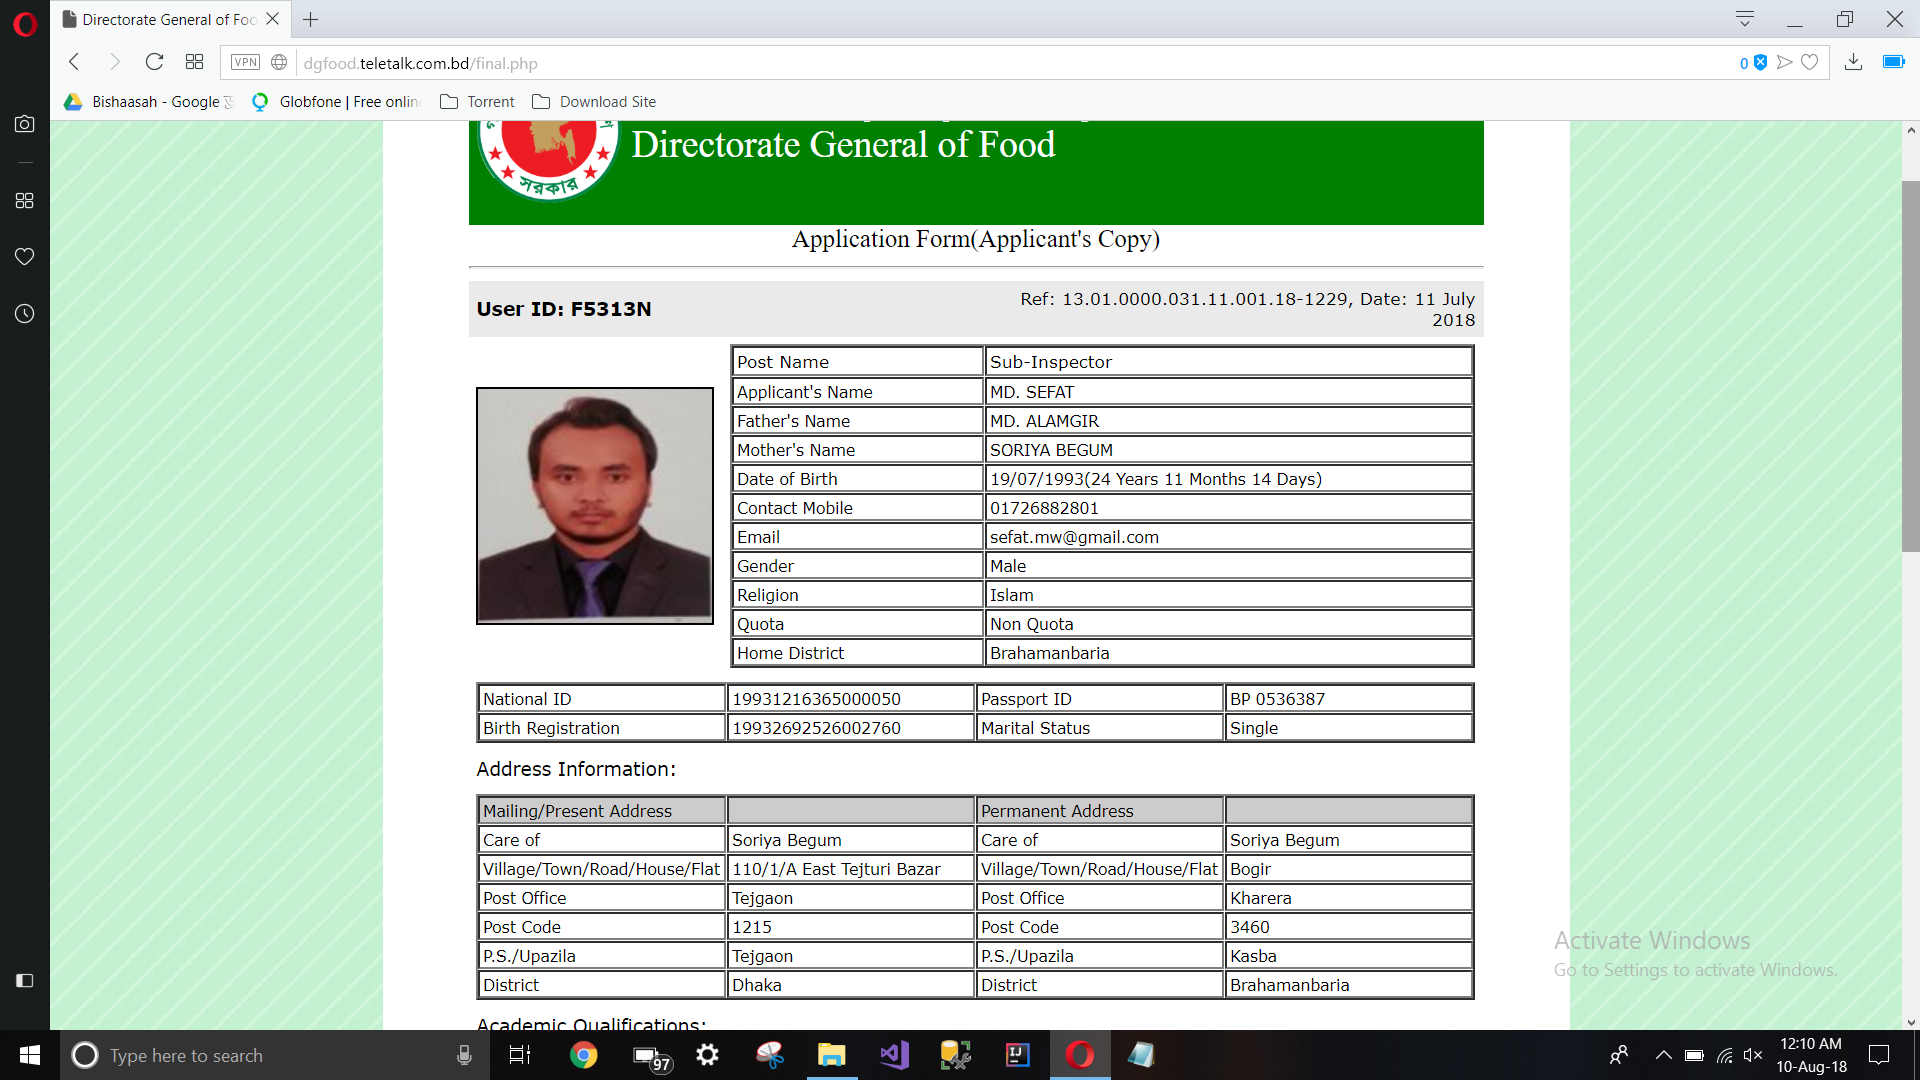 Directorate General of Foo
VPN
dgfood.teletalk.com.bd/final.php
0
Bishaasah - Google
Globfone | Free onlin
Torrent
Download Site
সরকার
Directorate General of Food
Application Form(Applicant's Copy)
User ID: F5313N
Ref: 13.01.0000.031.11.001.18-1229, Date: 11 July
2018
Post Name Sub-Inspector
Applicant's Name MD. SEFAT
Father's Name MD. ALAMGIR
Mother's Name SORIYA BEGUM
Date of Birth 19/07/1993(24 Years 11 Months 14 Days)
Contact Mobile 01726882801
Email sefat.mw@gmail.com
Gender Male
Religion Islam
Quota Non Quota
Home District Brahamanbaria
National ID 19931216365000050 Passport ID BP 0536387
Birth Registration 19932692526002760 Marital Status Single
Address Information:
Mailing/Present Address Permanent Address
Care of Soriya Begum Care of Soriya Begum
Village/Town/Road/House/Flat 110/1/A East Tejturi Bazar Village/Town/Road/House/Flat Bogir
Post Office Tejgaon Post Office Kharera
Post Code 1215 Post Code 3460
P.S./Upazila Tejgaon P.S./Upazila Kasba
District Dhaka District Brahamanbaria
Academic Qualifications:
Activate Windows
Go to Settings to activate Windows.
Type here to search
97
IJ
12:10 AM
10-Aug-18